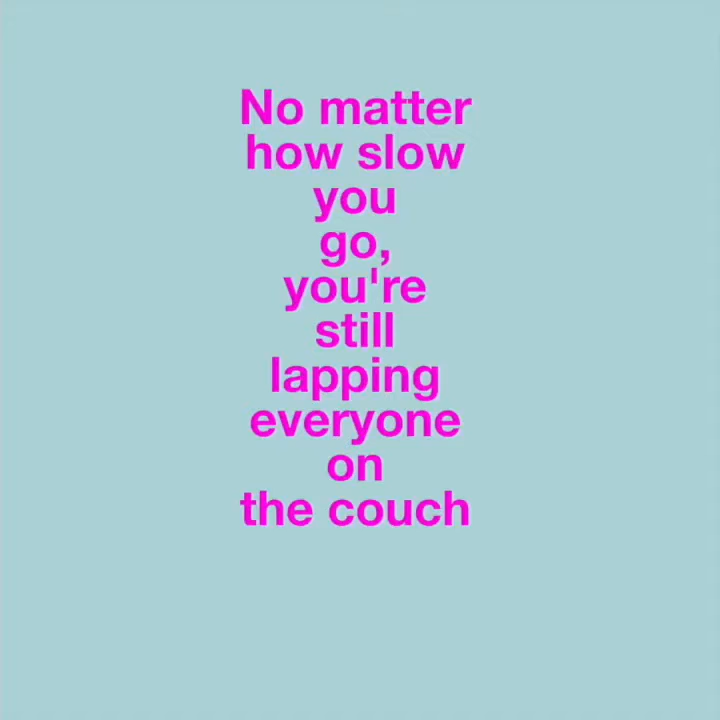 No matter
how slow
you
go,
you're
still
lapping
everyone
on
the couch